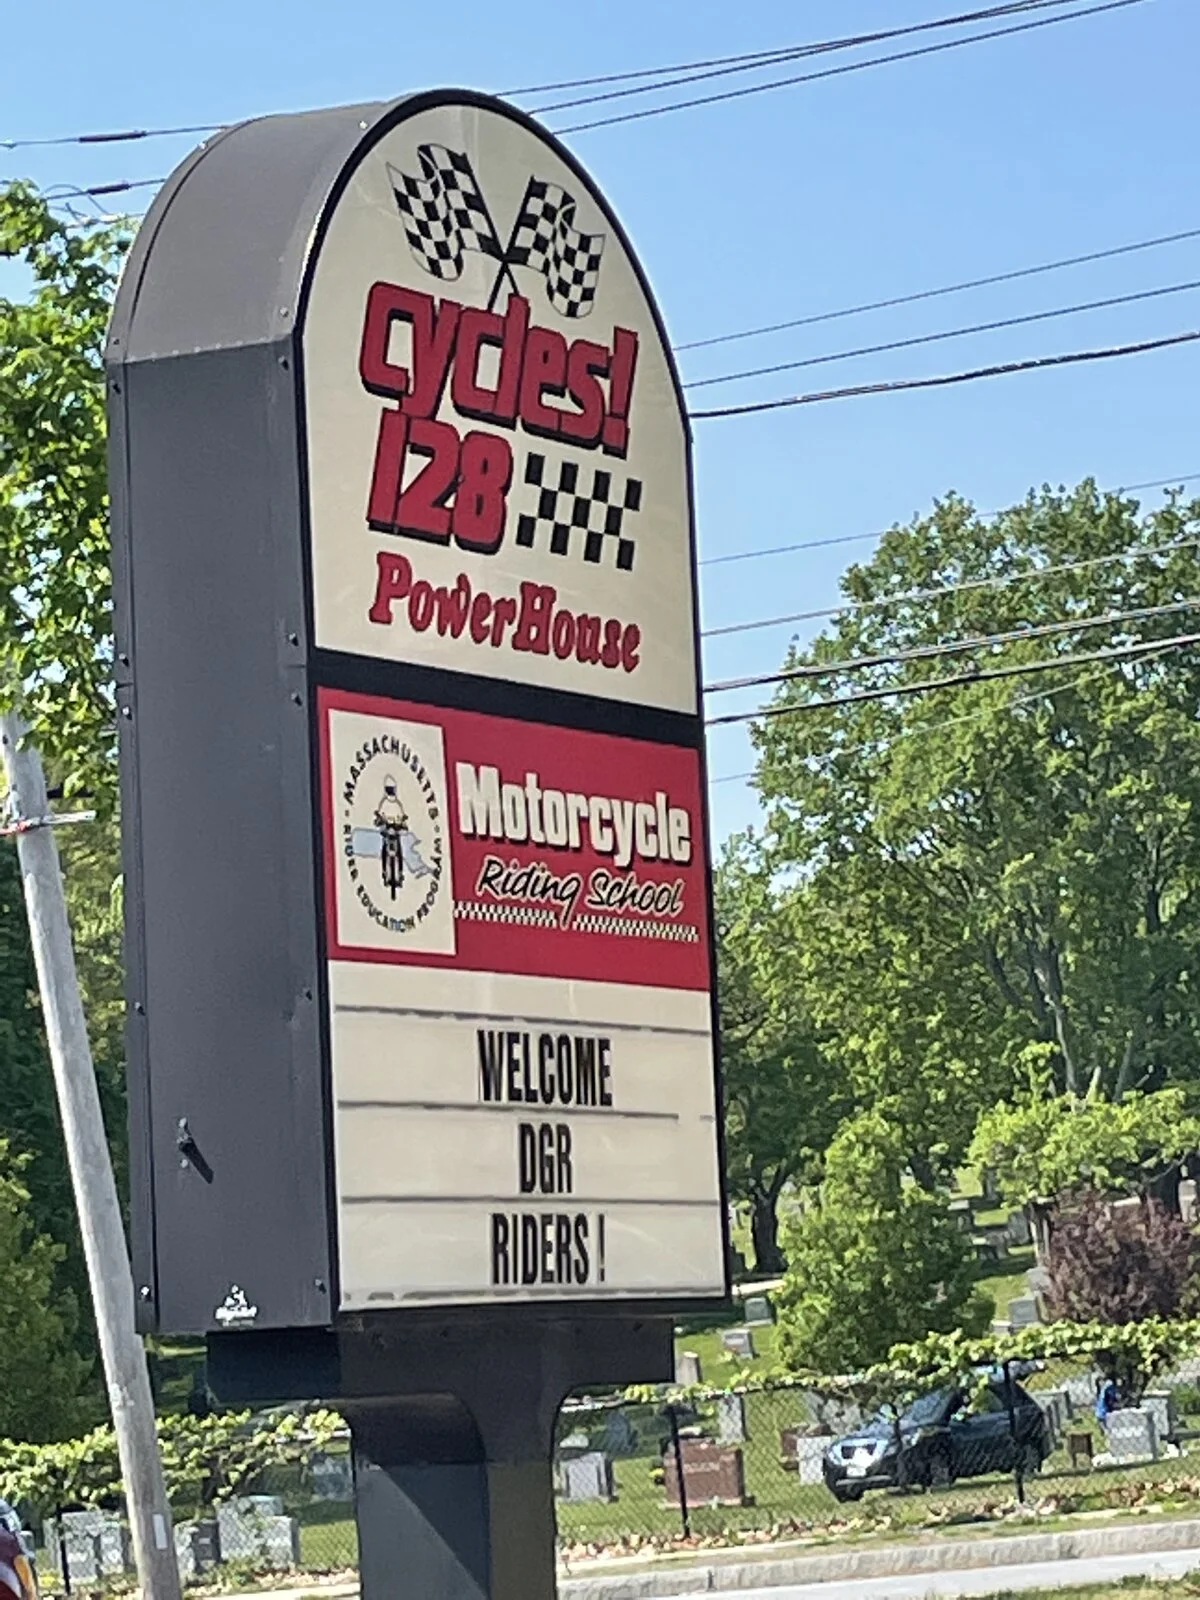 cycles!
128
PowerHouse
MASSACHUSETTS
RIDER EDUCATION PROGRAM
Motorcycle
Riding School
WELCOME
DGR
RIDERS!